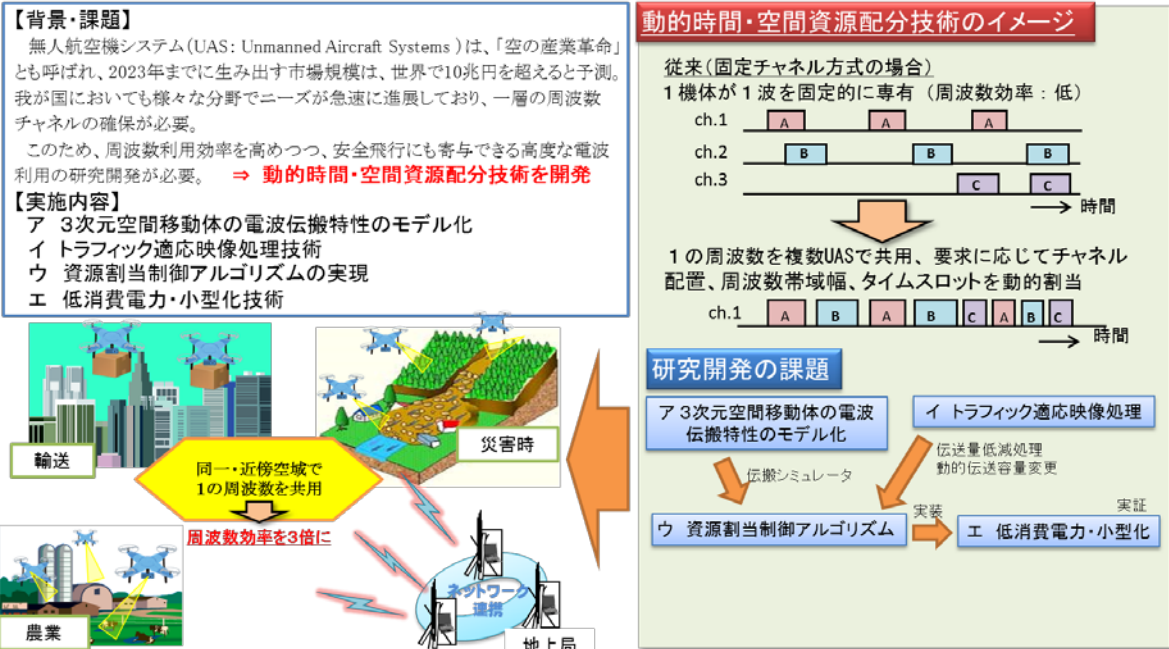 【背景・課題】
無人航空機システム(UAS: Unmanned Aircraft Systems )は、「空の産業革命」
とも呼ばれ、2023年までに生み出す市場規模は、世界で10兆円を超えると予測。
我が国においても様々な分野でニーズが急速に進展しており、一層の周波数
チャネルの確保が必要。
このため、周波数利用効率を高めつつ、安全飛行にも寄与できる高度な電波
利用の研究開発が必要。 ⇒ 動的時間・空間資源配分技術を開発
【実施内容】
ア 3次元空間移動体の電波伝搬特性のモデル化
イ トラフィック適応映像処理技術
ウ 資源割当制御アルゴリズムの実現
エ 低消費電力・小型化技術
輸送
災害時
同一・近傍空域で
1の周波数を共用
周波数効率を3倍に
農業
ネットワーク
連携
地上局
動的時間・空間資源配分技術のイメージ
従来(固定チャネル方式の場合)
1機体が1波を固定的に専有 (周波数効率:低)
ch.1 A A A
ch.2 B B B
ch.3 C C
時間
1の周波数を複数UASで共用、要求に応じてチャネル
配置、周波数帯域幅、タイムスロットを動的割当
ch.1 A B A B C A B C
時間
研究開発の課題
ア 3次元空間移動体の電波
伝搬特性のモデル化
イ トラフィック適応映像処理
伝搬シミュレータ
伝送量低減処理
動的伝送容量変更
ウ 資源割当制御アルゴリズム
実装
実証
エ 低消費電力・小型化